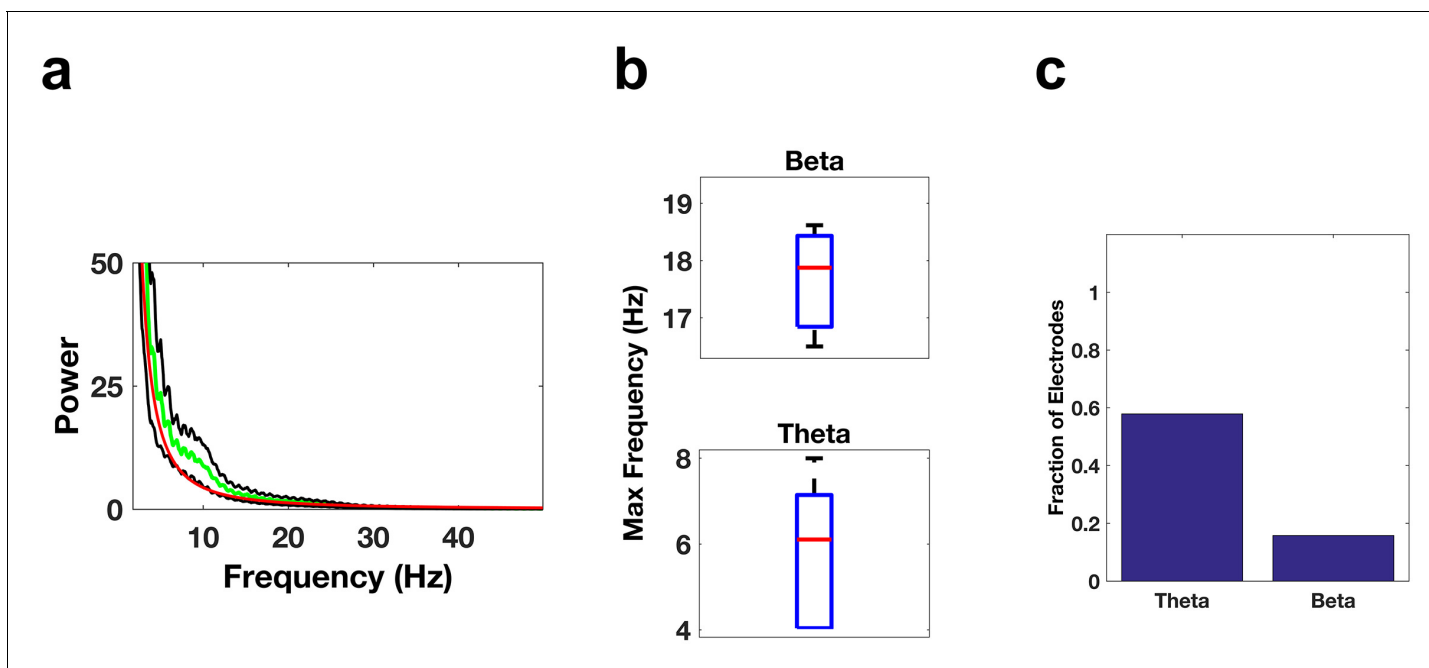 a
b
c
Power
50
25
0
10 20 30 40
Frequency (Hz)
Max Frequency (Hz)
Beta
19
18
17
Theta
8
6
4
Fraction of Electrodes
1
0.8
0.6
0.4
0.2
0
Theta Beta